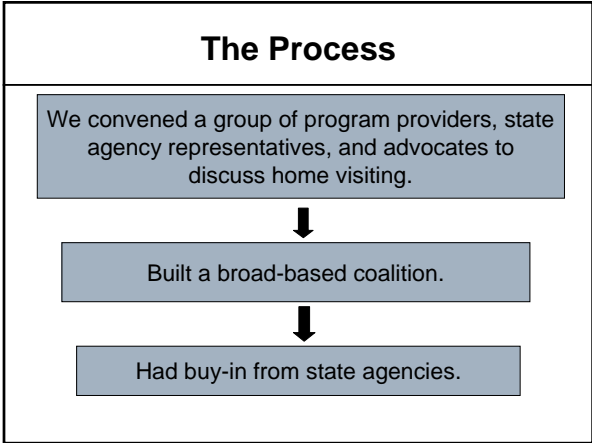 The Process
We convened a group of program providers, state
agency representatives, and advocates to
discuss home visiting.
Built a broad-based coalition.
Had buy-in from state agencies.